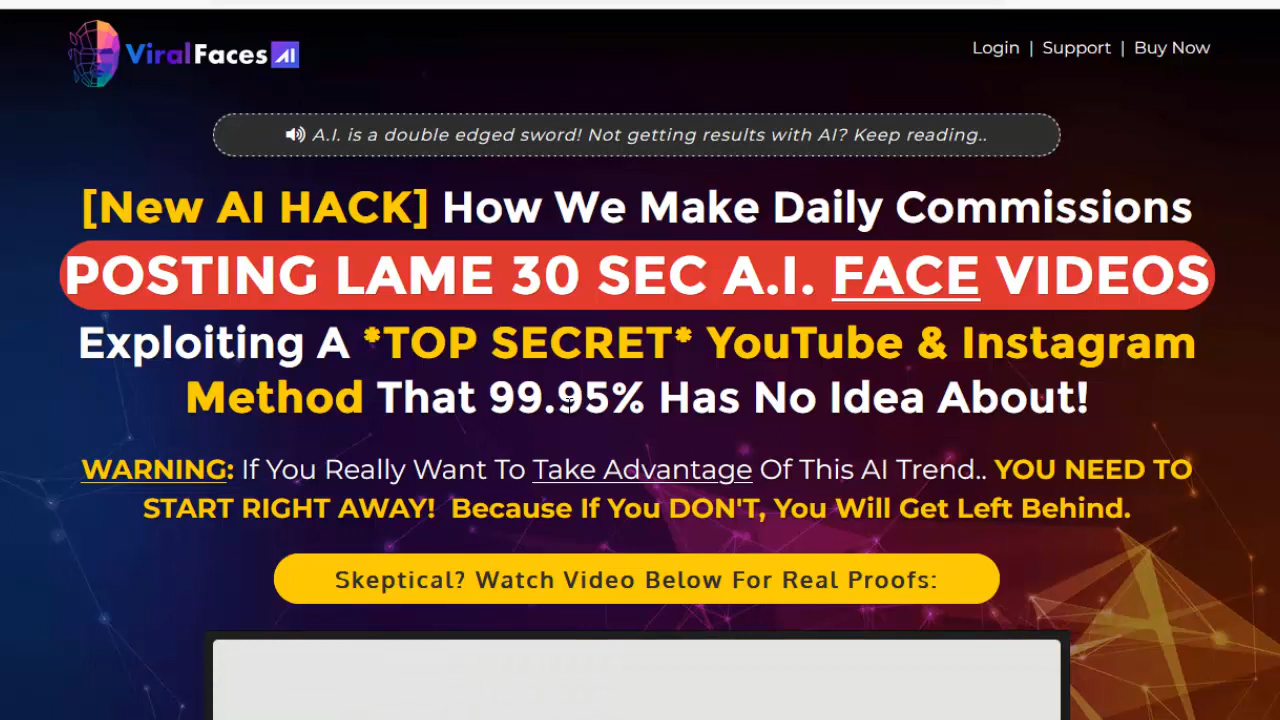 ViralFaces AI
Login | Support | Buy Now
A.I. is a double edged sword! Not getting results with AI? Keep reading..
[New AI HACK] How We Make Daily Commissions
POSTING LAME 30 SEC A.I. FACE VIDEOS
Exploiting A *TOP SECRET* YouTube & Instagram
Method That 99.95% Has No Idea About!
WARNING: If You Really Want To Take Advantage Of This AI Trend.. YOU NEED TO
START RIGHT AWAY! Because If You DON'T, You Will Get Left Behind.
Skeptical? Watch Video Below For Real Proofs: